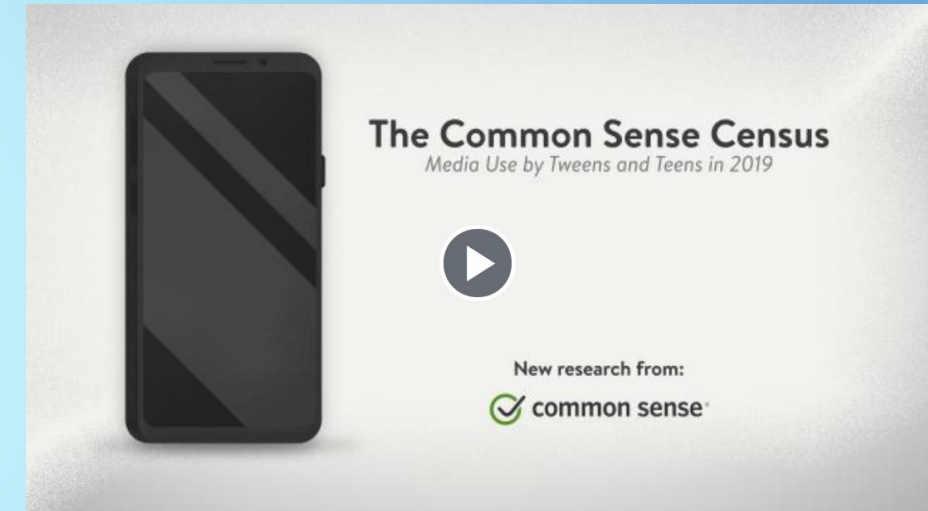 The Common Sense Census
Media Use by Tweens and Teens in 2019
New research from:
common sense